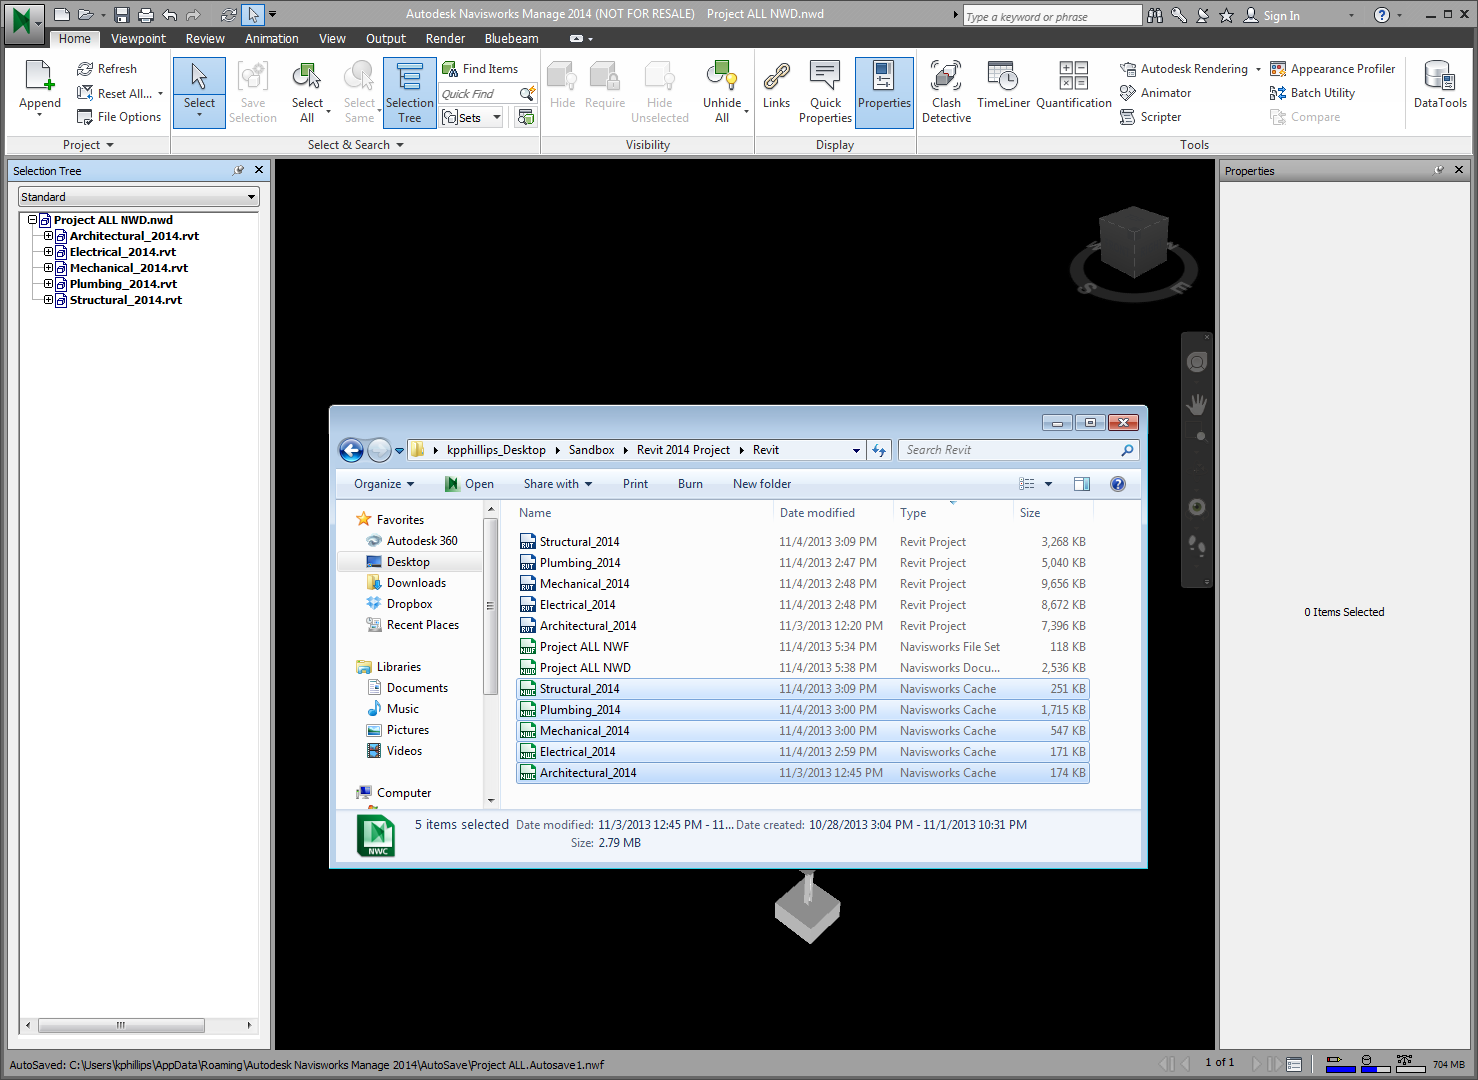 Autodesk Navisworks Manage 2014 (NOT FOR RESALE) Project ALL NWD.nwd
Type a keyword or phrase
Sign In
Home Viewpoint Review Animation View Output Render Bluebeam
Append
Refresh
Reset All...
File Options
Project
Select
Save Selection
Select All
Select Same
Selection Tree
Find Items
Quick Find
Sets
Select & Search
Hide
Require
Hide Unselected
Unhide All
Visibility
Links
Quick Properties
Properties
Display
Clash Detective
TimeLiner
Quantification
Autodesk Rendering
Animator
Scripter
Appearance Profiler
Batch Utility
Compare
Tools
DataTools
Selection Tree
Standard
Project ALL NWD.nwd
Architectural_2014.rvt
Electrical_2014.rvt
Mechanical_2014.rvt
Plumbing_2014.rvt
Structural_2014.rvt
S E
Properties
0 Items Selected
kpphillips_Desktop Sandbox Revit 2014 Project Revit
Search Revit
Organize Open Share with Print Burn New folder
Favorites
Autodesk 360
Desktop
Downloads
Dropbox
Recent Places
Libraries
Documents
Music
Pictures
Videos
Computer
Name Date modified Type Size
Structural_2014 11/4/2013 3:09 PM Revit Project 3,268 KB
Plumbing_2014 11/4/2013 2:47 PM Revit Project 5,040 KB
Mechanical_2014 11/4/2013 2:48 PM Revit Project 9,656 KB
Electrical_2014 11/4/2013 2:48 PM Revit Project 8,672 KB
Architectural_2014 11/3/2013 12:20 PM Revit Project 7,396 KB
Project ALL NWF 11/4/2013 5:34 PM Navisworks File Set 118 KB
Project ALL NWD 11/4/2013 5:38 PM Navisworks Docu... 2,536 KB
Structural_2014 11/4/2013 3:09 PM Navisworks Cache 251 KB
Plumbing_2014 11/4/2013 3:00 PM Navisworks Cache 1,715 KB
Mechanical_2014 11/4/2013 3:00 PM Navisworks Cache 547 KB
Electrical_2014 11/4/2013 2:59 PM Navisworks Cache 171 KB
Architectural_2014 11/3/2013 12:45 PM Navisworks Cache 174 KB
NWC
5 items selected Date modified: 11/3/2013 12:45 PM - 11... Date created: 10/28/2013 3:04 PM - 11/1/2013 10:31 PM
Size: 2.79 MB
AutoSaved: C:\Users\kphillips\AppData\Roaming\Autodesk Navisworks Manage 2014\AutoSave\Project ALL.Autosave1.nwf
1 of 1
704 MB